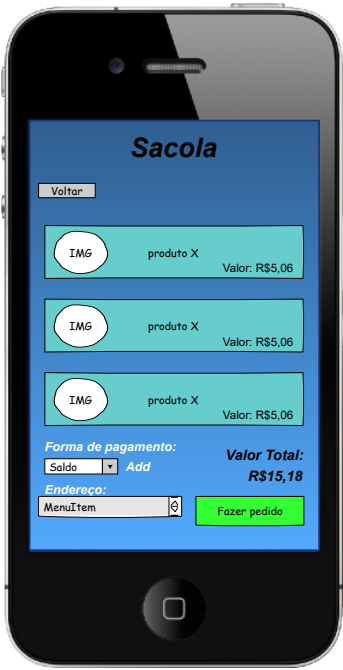 Sacola
Voltar
IMG
produto X
Valor: R$5,06
IMG
produto X
Valor: R$5,06
IMG
produto X
Valor: R$5,06
Forma de pagamento:
Saldo
Add
Valor Total:
R$15,18
Endereço:
MenuItem
Fazer pedido